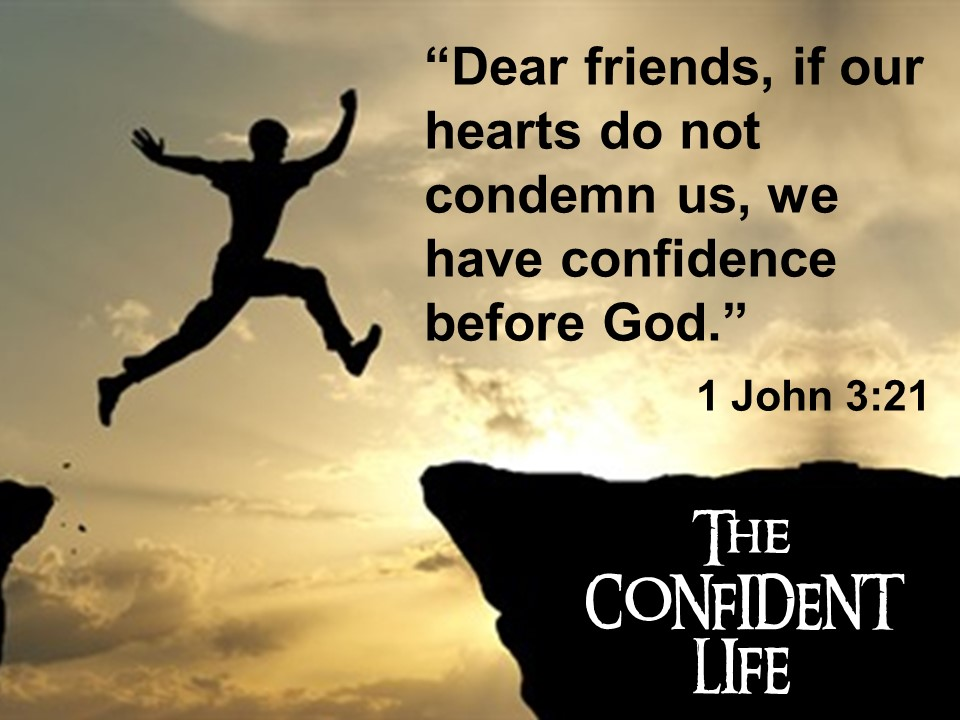 “Dear friends, if our
hearts do not
condemn us, we
have confidence
before God.”
1 John 3:21
THE
CONFIDENT
LIFE